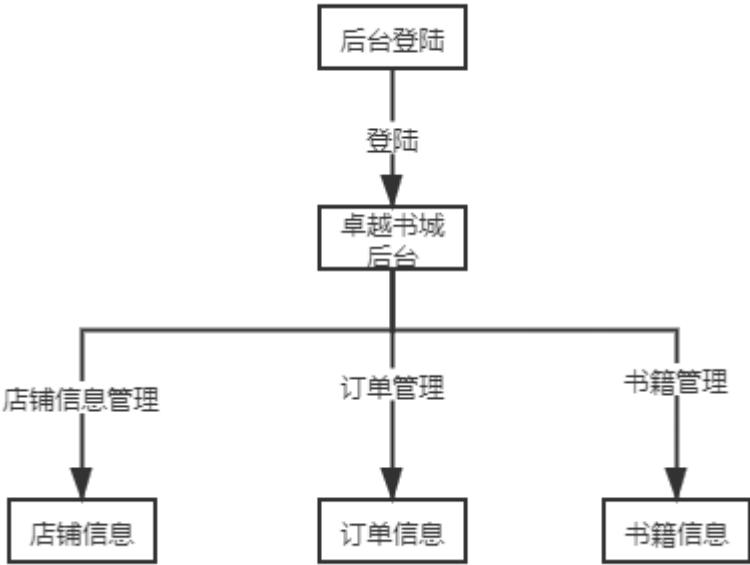 后台登陆
登陆
卓越书城
后台
店铺信息管理
订单管理
书籍管理
店铺信息
订单信息
书籍信息